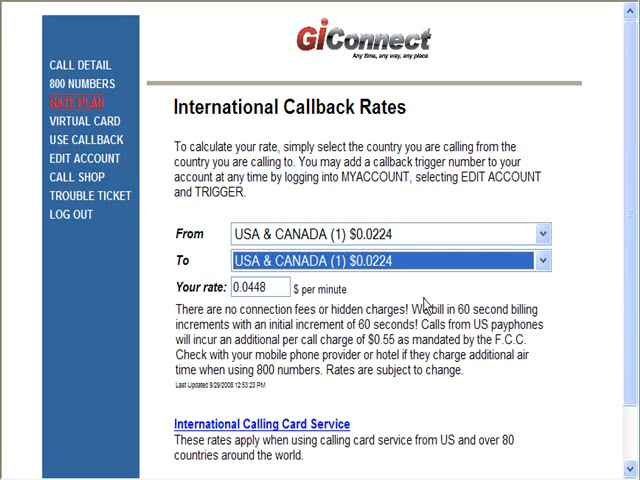 GiConnect
Any time, any way, any place
CALL DETAIL
800 NUMBERS
RATE PLAN
VIRTUAL CARD
USE CALLBACK
EDIT ACCOUNT
CALL SHOP
TROUBLE TICKET
LOG OUT
International Callback Rates
To calculate your rate, simply select the country you are calling from the
country you are calling to. You may add a callback trigger number to your
account at any time by logging into MYACCOUNT, selecting EDIT ACCOUNT
and TRIGGER.
From USA & CANADA (1) $0.0224
To USA & CANADA (1) $0.0224
Your rate: 0.0448 $ per minute
There are no connection fees or hidden charges! We bill in 60 second billing
increments with an initial increment of 60 seconds! Calls from US payphones
will incur an additional per call charge of $0.55 as mandated by the F.C.C.
Check with your mobile phone provider or hotel if they charge additional air
time when using 800 numbers. Rates are subject to change.
Last Updated 9/29/2008 12:53:23 PM
International Calling Card Service
These rates apply when using calling card service from US and over 80
countries around the world.